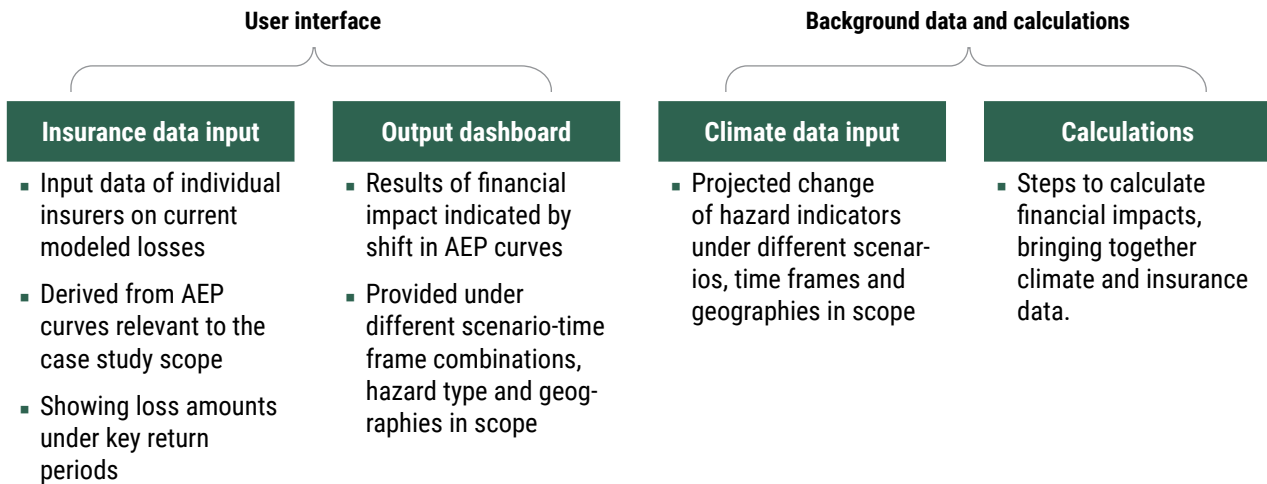 User interface
Background data and calculations
Insurance data input
▪ Input data of individual
insurers on current
modeled losses
▪ Derived from AEP
curves relevant to the
case study scope
▪ Showing loss amounts
under key return
periods
Output dashboard
▪ Results of financial
impact indicated by
shift in AEP curves
▪ Provided under
different scenario-time
frame combinations,
hazard type and geog-
raphies in scope
Climate data input
▪ Projected change
of hazard indicators
under different scenar-
ios, time frames and
geographies in scope
Calculations
▪ Steps to calculate
financial impacts,
bringing together
climate and insurance
data.